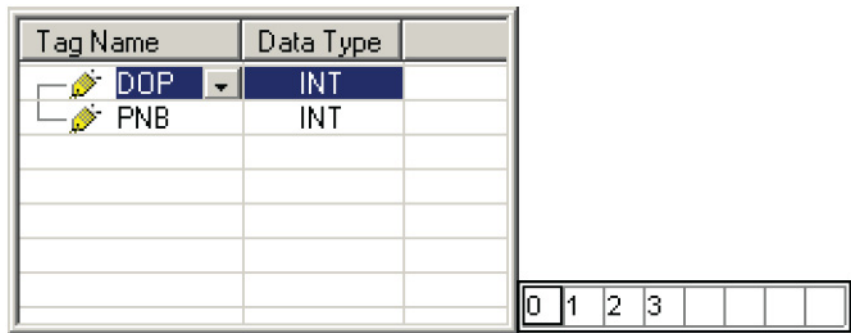 Tag Name Data Type
DOP INT
PNB INT
0 1 2 3